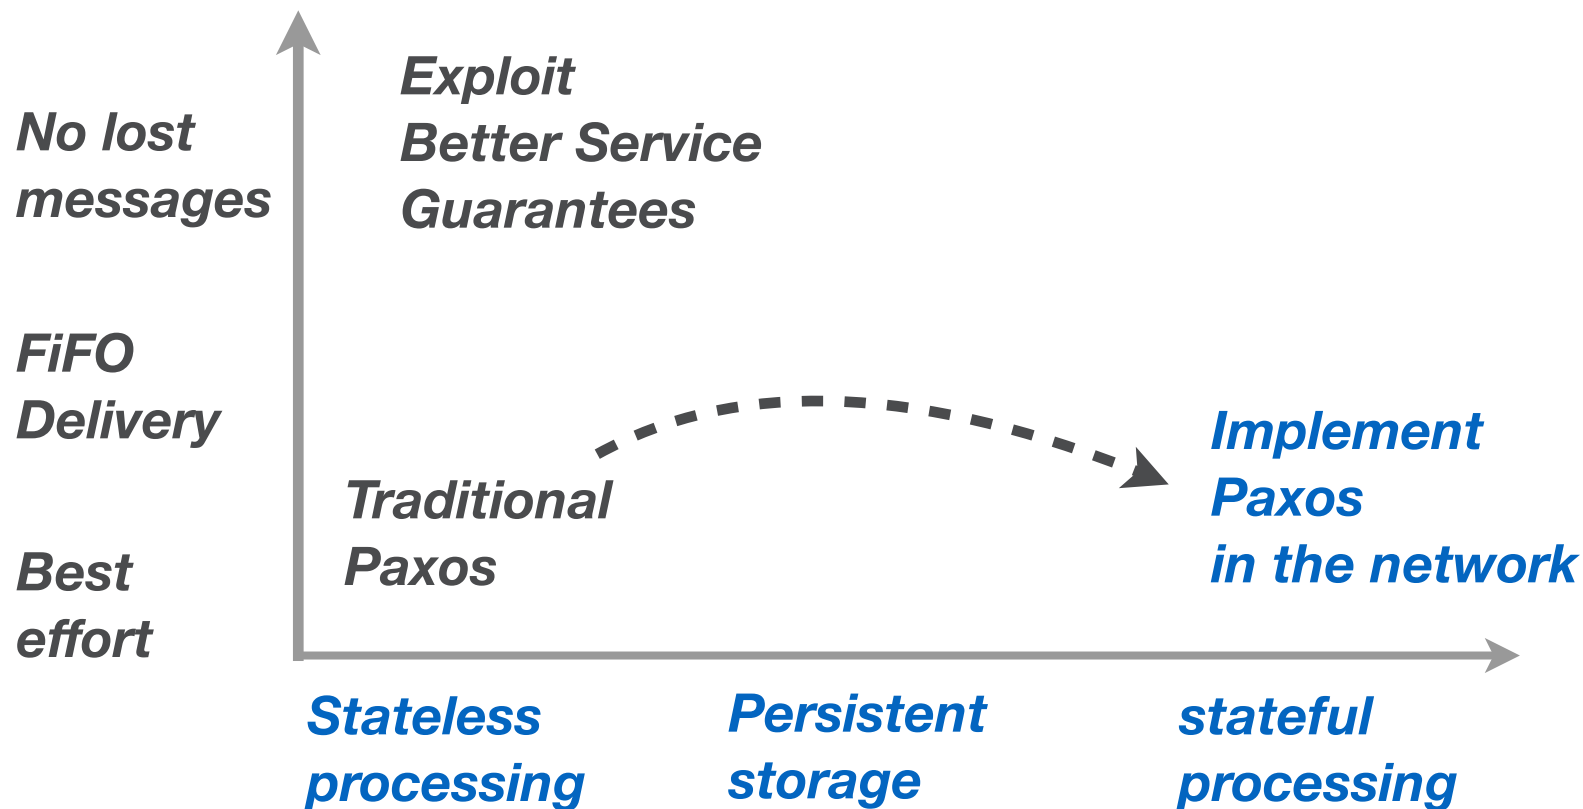 Exploit
Better Service
Guarantees
No lost
messages
FiFO
Delivery
Traditional
Paxos
Implement
Paxos
in the network
Best
effort
Stateless
processing
Persistent
storage
stateful
processing